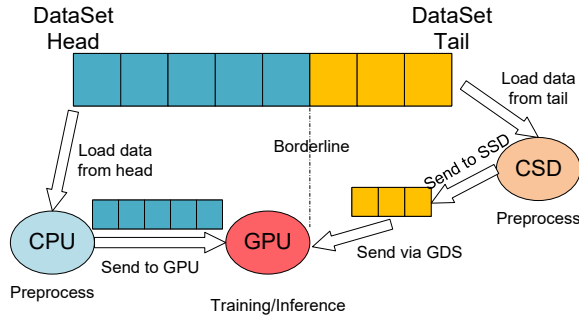 DataSet
Head
DataSet
Tail
Load data
from tail
Load data
from head
Borderline
Send to SSD
CSD
Preprocess
CPU
Send to GPU
GPU
Send via GDS
Preprocess
Training/Inference